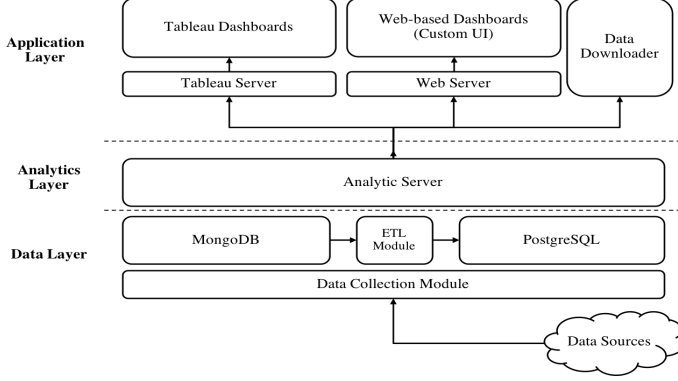 Tableau Dashboards
Web-based Dashboards
(Custom UI)
Data
Downloader
Application
Layer
Tableau Server
Web Server
Analytics
Layer
Analytic Server
Data Layer
MongoDB
ETL
Module
PostgreSQL
Data Collection Module
Data Sources